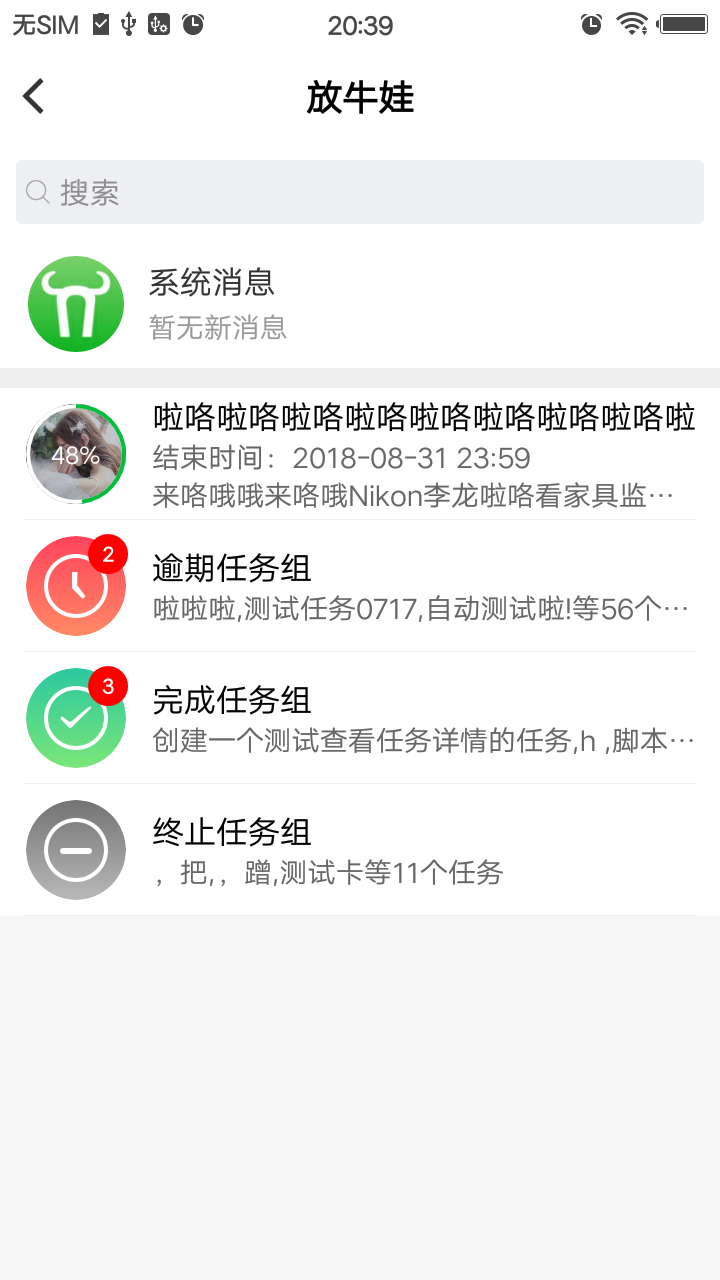 无SIM 20:39
放牛娃
搜索
系统消息
暂无新消息
啦咯啦咯啦咯啦咯啦咯啦咯啦咯啦咯啦
48%
结束时间：2018-08-31 23:59
来咯哦哦来咯哦Nikon李龙啦咯看家具监…
2
逾期任务组
啦啦啦,测试任务0717,自动测试啦!等56个…
3
完成任务组
创建一个测试查看任务详情的任务,h ,脚本…
终止任务组
，把,，蹭,测试卡等11个任务